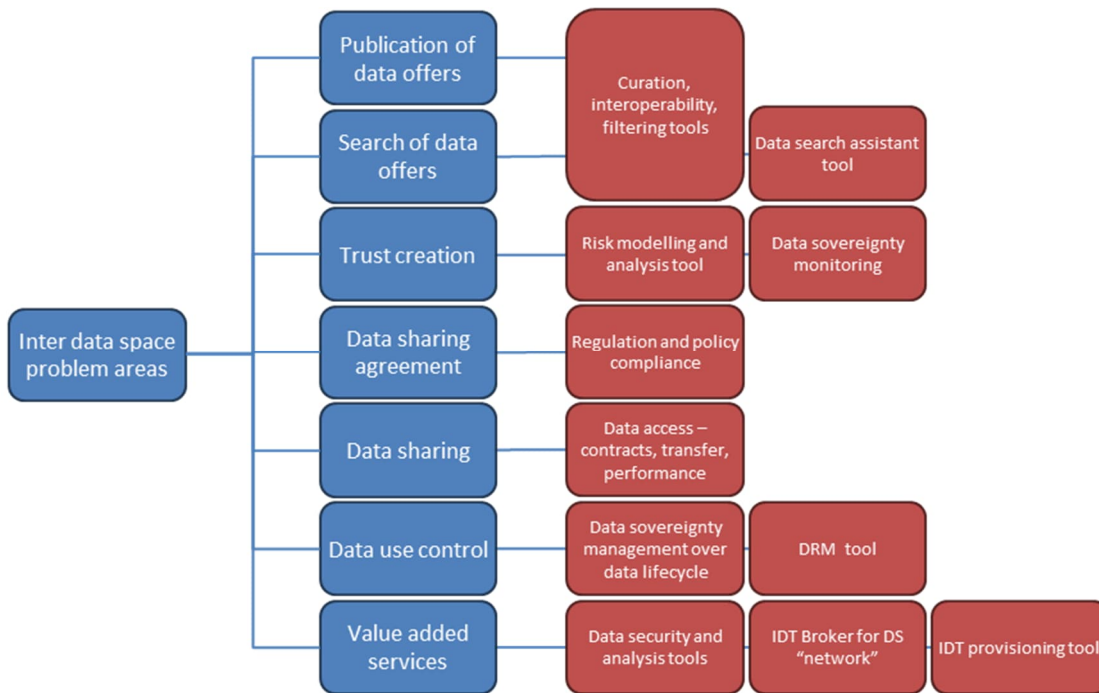 Publication of
data offers
Curation,
interoperability,
filtering tools
Search of data
offers
Data search assistant
tool
Trust creation
Risk modelling and
analysis tool
Data sovereignty
monitoring
Inter data space
problem areas
Data sharing
agreement
Regulation and policy
compliance
Data sharing
Data access –
contracts, transfer,
performance
Data use control
Data sovereignty
management over
data lifecycle
DRM tool
Value added
services
Data security and
analysis tools
IDT Broker for DS
“network”
IDT provisioning tool